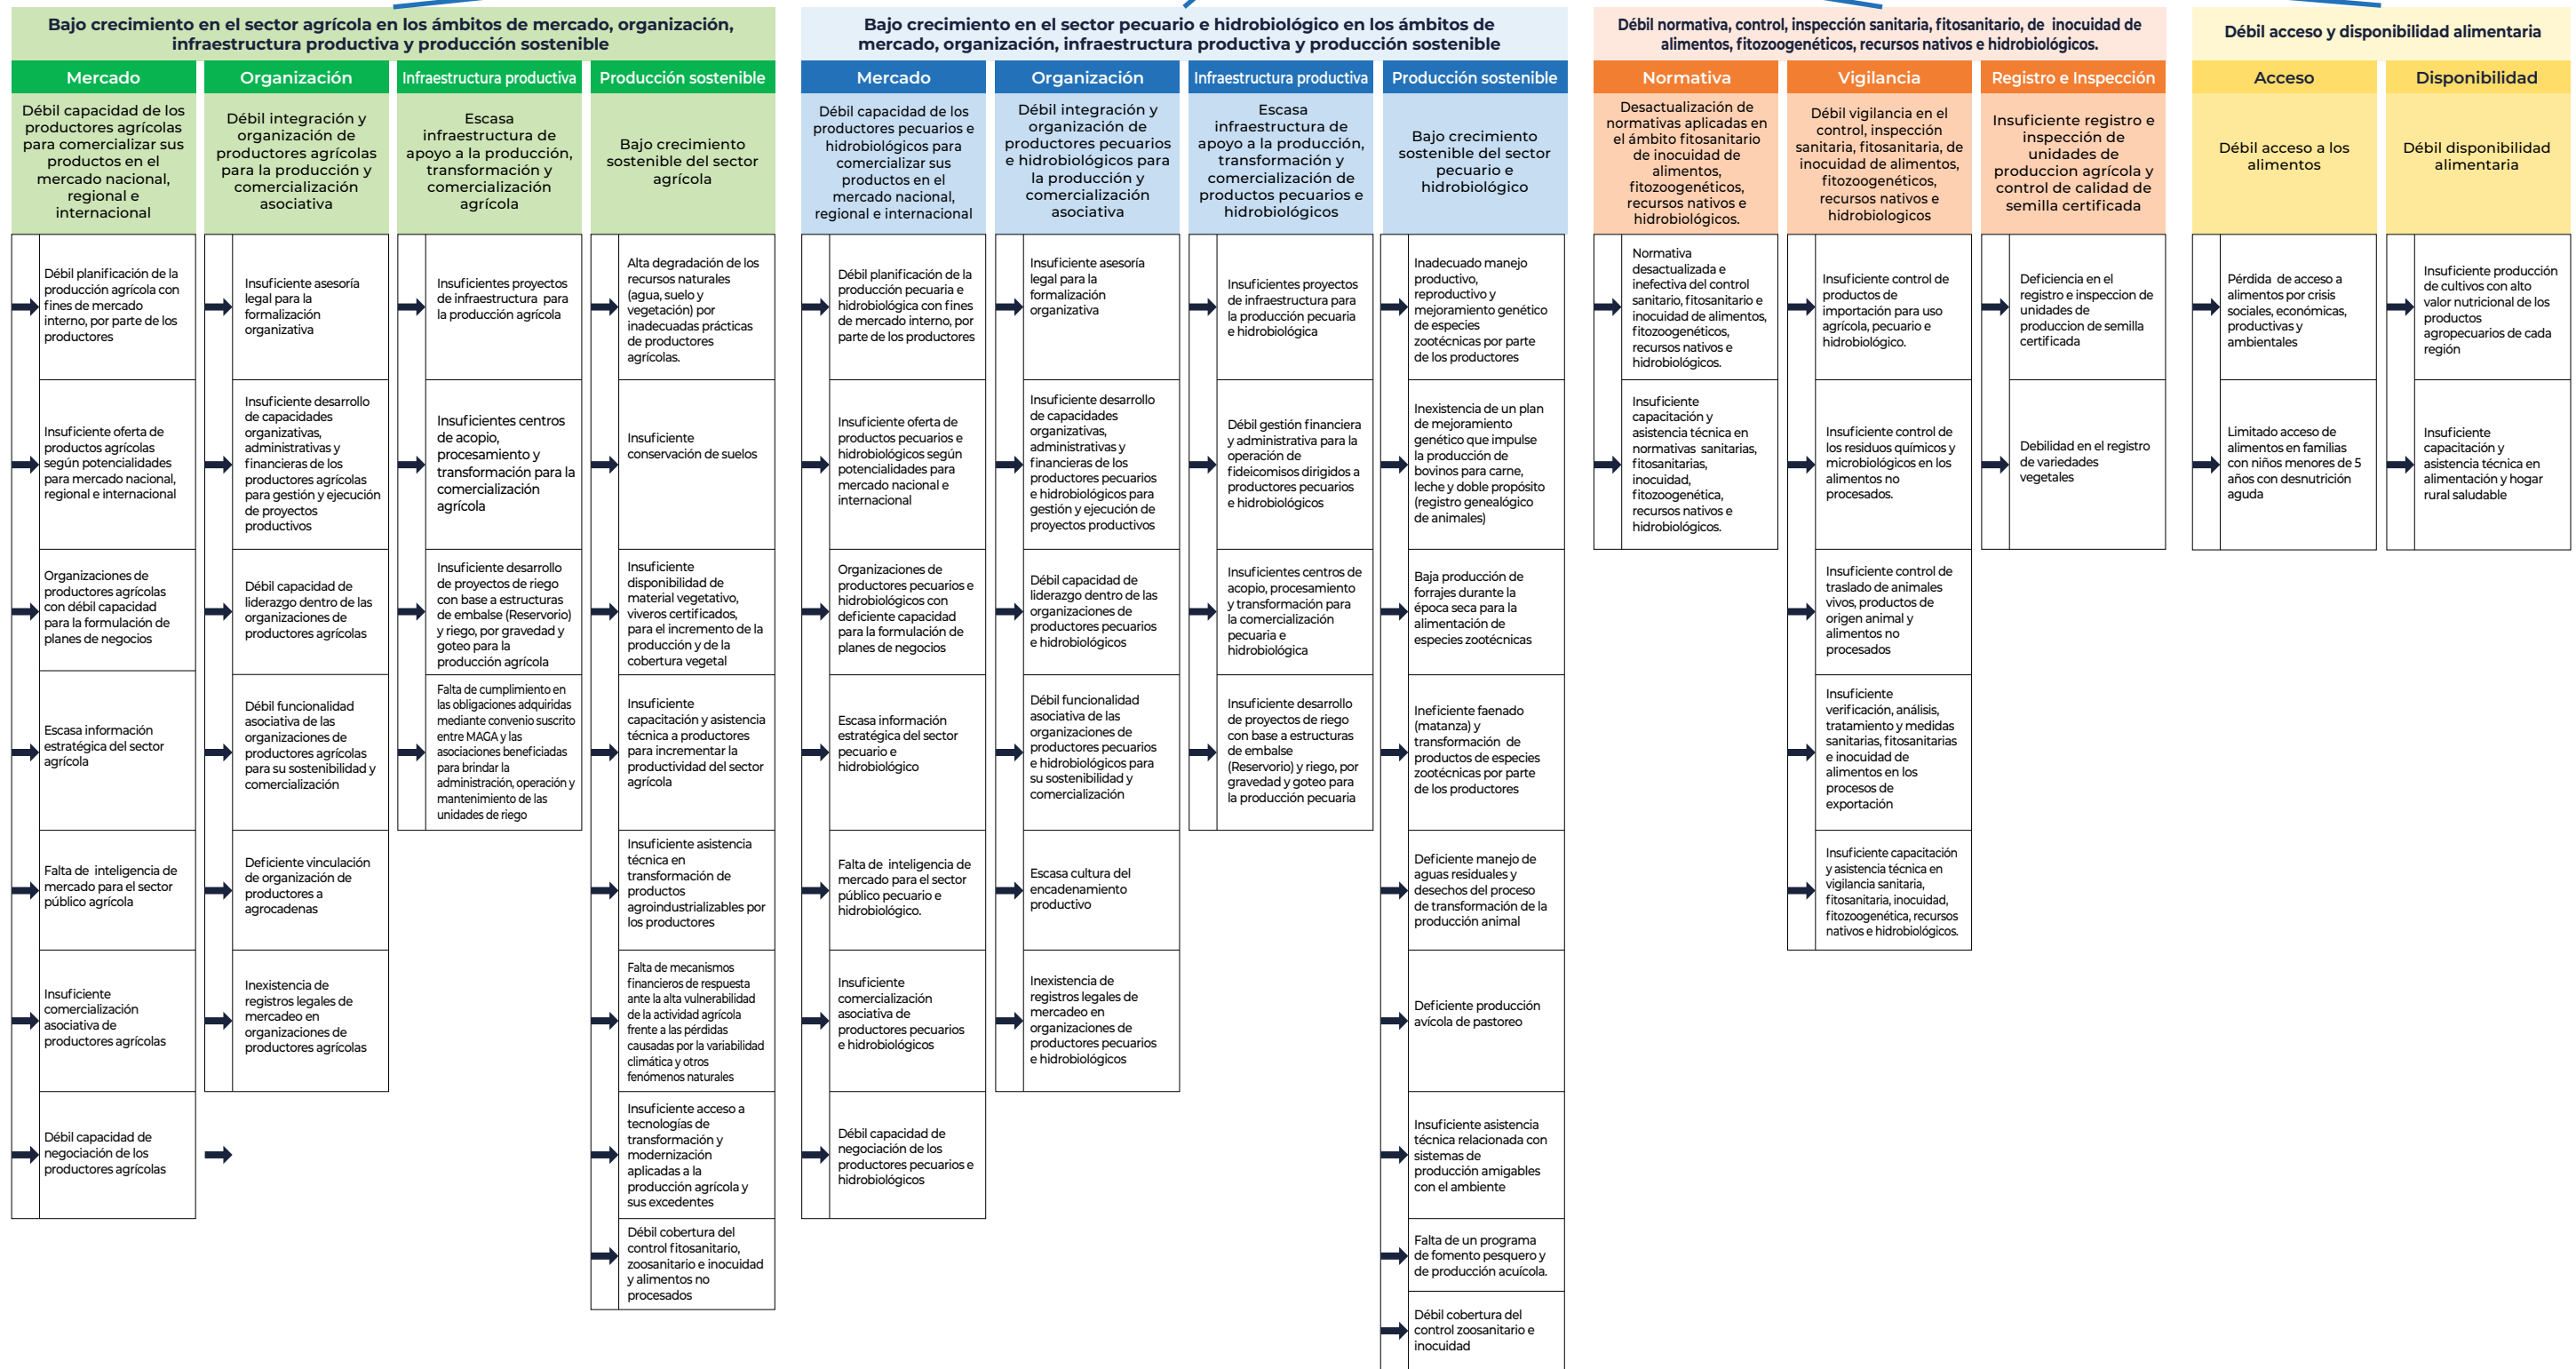 Bajo crecimiento en el sector agrícola en los ámbitos de mercado, organización,
infraestructura productiva y producción sostenible
Mercado
Débil capacidad de los
productores agrícolas
para comercializar sus
productos en el
mercado nacional,
regional e
internacional
Débil planificación de la
producción agrícola con
fines de mercado
interno, por parte de los
productores
Insuficiente oferta de
productos agrícolas
según potencialidades
para mercado nacional,
regional e internacional
Organizaciones de
productores agrícolas
con débil capacidad
para la formulación de
planes de negocios
Escasa información
estratégica del sector
agrícola
Falta de  inteligencia de
mercado para el sector
público agrícola
Insuficiente
comercialización
asociativa de
productores agrícolas
Débil capacidad de
negociación de los
productores agrícolas
Organización
Débil integración y
organización de
productores agrícolas
para la producción y
comercialización
asociativa
Insuficiente asesoría
legal para la
formalización
organizativa
Insuficiente desarrollo
de capacidades
organizativas,
administrativas y
financieras de los
productores agrícolas
para gestión y ejecución
de proyectos
productivos
Débil capacidad de
liderazgo dentro de las
organizaciones de
productores agrícolas
Débil funcionalidad
asociativa de las
organizaciones de
productores agrícolas
para su sostenibilidad y
comercialización
Deficiente vinculación
de organización de
productores a
agrocadenas
Inexistencia de
registros legales de
mercadeo en
organizaciones de
productores agrícolas
Infraestructura productiva
Escasa
infraestructura de
apoyo a la producción,
transformación y
comercialización
agrícola
Insuficientes proyectos
de infraestructura  para
la producción agrícola
Insuficientes centros
de acopio,
procesamiento y
transformación para la
comercialización
agrícola
Insuficiente desarrollo
de proyectos de riego
con base a estructuras
de embalse (Reservorio)
y riego, por gravedad y
goteo para la
producción agrícola
Falta de cumplimiento en
las obligaciones adquiridas
mediante convenio suscrito
entre MAGA y las
asociaciones beneficiadas
para brindar la
administración, operación y
mantenimiento de las
unidades de riego
Producción sostenible
Bajo crecimiento
sostenible del sector
agrícola
Alta degradación de los
recursos naturales
(agua, suelo y
vegetación) por
inadecuadas prácticas
de productores
agrícolas.
Insuficiente
conservación de suelos
Insuficiente
disponibilidad de
material vegetativo,
viveros certificados,
para el incremento de la
producción y de la
cobertura vegetal
Insuficiente
capacitación y asistencia
técnica a productores
para incrementar la
productividad del sector
agrícola
Insuficiente asistencia
técnica en
transformación de
productos
agroindustrializables por
los productores
Falta de mecanismos
financieros de respuesta
ante la alta vulnerabilidad
de la actividad agrícola
frente a las pérdidas
causadas por la variabilidad
climática y otros
fenómenos naturales
Insuficiente acceso a
tecnologías de
transformación y
modernización
aplicadas a la
producción agrícola y
sus excedentes
Débil cobertura del
control fitosanitario,
zoosanitario e inocuidad
y alimentos no
procesados
Bajo crecimiento en el sector pecuario e hidrobiológico en los ámbitos de
mercado, organización, infraestructura productiva y producción sostenible
Mercado
Débil capacidad de los
productores pecuarios e
hidrobiológicos para
comercializar sus
productos en el
mercado nacional,
regional e internacional
Débil planificación de la
producción pecuaria e
hidrobiológica con fines
de mercado interno, por
parte de los productores
Insuficiente oferta de
productos pecuarios e
hidrobiológicos según
potencialidades para
mercado nacional e
internacional
Organizaciones de
productores pecuarios e
hidrobiológicos con
deficiente capacidad
para la formulación de
planes de negocios
Escasa información
estratégica del sector
pecuario e
hidrobiológico
Falta de  inteligencia de
mercado para el sector
público pecuario e
hidrobiológico.
Insuficiente
comercialización
asociativa de
productores pecuarios
e hidrobiológicos
Débil capacidad de
negociación de los
productores pecuarios e
hidrobiológicos
Organización
Débil integración y
organización de
productores pecuarios
e hidrobiológicos para
la producción y
comercialización
asociativa
Insuficiente asesoría
legal para la
formalización
organizativa
Insuficiente desarrollo
de capacidades
organizativas,
administrativas y
financieras de los
productores pecuarios
e hidrobiológicos para
gestión y ejecución de
proyectos productivos
Débil capacidad de
liderazgo dentro de las
organizaciones de
productores pecuarios
e hidrobiológicos
Débil funcionalidad
asociativa de las
organizaciones de
productores pecuarios
e hidrobiológicos para
su sostenibilidad y
comercialización
Escasa cultura del
encadenamiento
productivo
Inexistencia de
registros legales de
mercadeo en
organizaciones de
productores pecuarios
e hidrobiológicos
Infraestructura productiva
Escasa
infraestructura de
apoyo a la producción,
transformación y
comercialización de
productos pecuarios e
hidrobiológicos
Insuficientes proyectos
de infraestructura para
la producción pecuaria
e hidrobiológica
Débil gestión financiera
y administrativa para la
operación de
fideicomisos dirigidos a
productores pecuarios
e hidrobiológicos
Insuficientes centros de
acopio, procesamiento
y transformación para
la comercialización
pecuaria e
hidrobiológica
Insuficiente desarrollo
de proyectos de riego
con base a estructuras
de embalse
(Reservorio) y riego, por
gravedad y goteo para
la producción pecuaria
Producción sostenible
Bajo crecimiento
sostenible del sector
pecuario e
hidrobiológico
Inadecuado manejo
productivo,
reproductivo y
mejoramiento genético
de especies
zootécnicas por parte
de los productores
Inexistencia de un plan
de mejoramiento
genético que impulse
la producción de
bovinos para carne,
leche y doble propósito
(registro genealógico
de animales)
Baja producción de
forrajes durante la
época seca para la
alimentación de
especies zootécnicas
Ineficiente faenado
(matanza) y
transformación  de
productos de especies
zootécnicas por parte
de los productores
Deficiente manejo de
aguas residuales y
desechos del proceso
de transformación de la
producción animal
Deficiente producción
avícola de pastoreo
Insuficiente asistencia
técnica relacionada con
sistemas de
producción amigables
con el ambiente
Falta de un programa
de fomento pesquero y
de producción acuícola.
Débil cobertura del
control zoosanitario e
inocuidad
Débil normativa, control, inspección sanitaria, fitosanitario, de  inocuidad de
alimentos, fitozoogenéticos, recursos nativos e hidrobiológicos.
Normativa
Desactualización de
normativas aplicadas en
el ámbito fitosanitario
de inocuidad de
alimentos,
fitozoogenéticos,
recursos nativos e
hidrobiológicos.
Normativa
desactualizada e
inefectiva del control
sanitario, fitosanitario e
inocuidad de alimentos,
fitozoogenéticos,
recursos nativos e
hidrobiológicos.
Insuficiente
capacitación y
asistencia técnica en
normativas  sanitarias,
fitosanitarias,
inocuidad,
fitozoogenética,
recursos nativos e
hidrobiológicos.
Vigilancia
Débil vigilancia en el
control, inspección
sanitaria, fitosanitaria, de
inocuidad de alimentos,
fitozoogenéticos,
recursos nativos e
hidrobiologicos
Insuficiente control de
productos de
importación para uso
agrícola, pecuario e
hidrobiológico.
Insuficiente control de
los residuos químicos y
microbiológicos en los
alimentos no
procesados.
Insuficiente control de
traslado de animales
vivos, productos de
origen animal y
alimentos no
procesados
Insuficiente
verificación, análisis,
tratamiento y medidas
sanitarias, fitosanitarias
e inocuidad de
alimentos en los
procesos de
exportación
Insuficiente capacitación
y asistencia técnica en
vigilancia sanitaria,
fitosanitaria, inocuidad,
fitozoogenética, recursos
nativos e hidrobiológicos.
Registro e Inspección
Insuficiente registro e
inspección de
unidades de
produccion agrícola y
control de calidad de
semilla certificada
Deficiencia en el
registro e inspeccion de
unidades de
produccion de semilla
certificada
Debilidad en el registro
de variedades
vegetales
Débil acceso y disponibilidad alimentaria
Acceso
Débil acceso a los
alimentos
Pérdida  de acceso a
alimentos por crisis
sociales, económicas,
productivas y
ambientales
Limitado acceso de
alimentos en familias
con niños menores de 5
años con desnutrición
aguda
Disponibilidad
Débil disponibilidad
alimentaria
Insuficiente producción
de cultivos con alto
valor nutricional de los
productos
agropecuarios de cada
región
Insuficiente
capacitación y
asistencia técnica en
alimentación y hogar
rural saludable